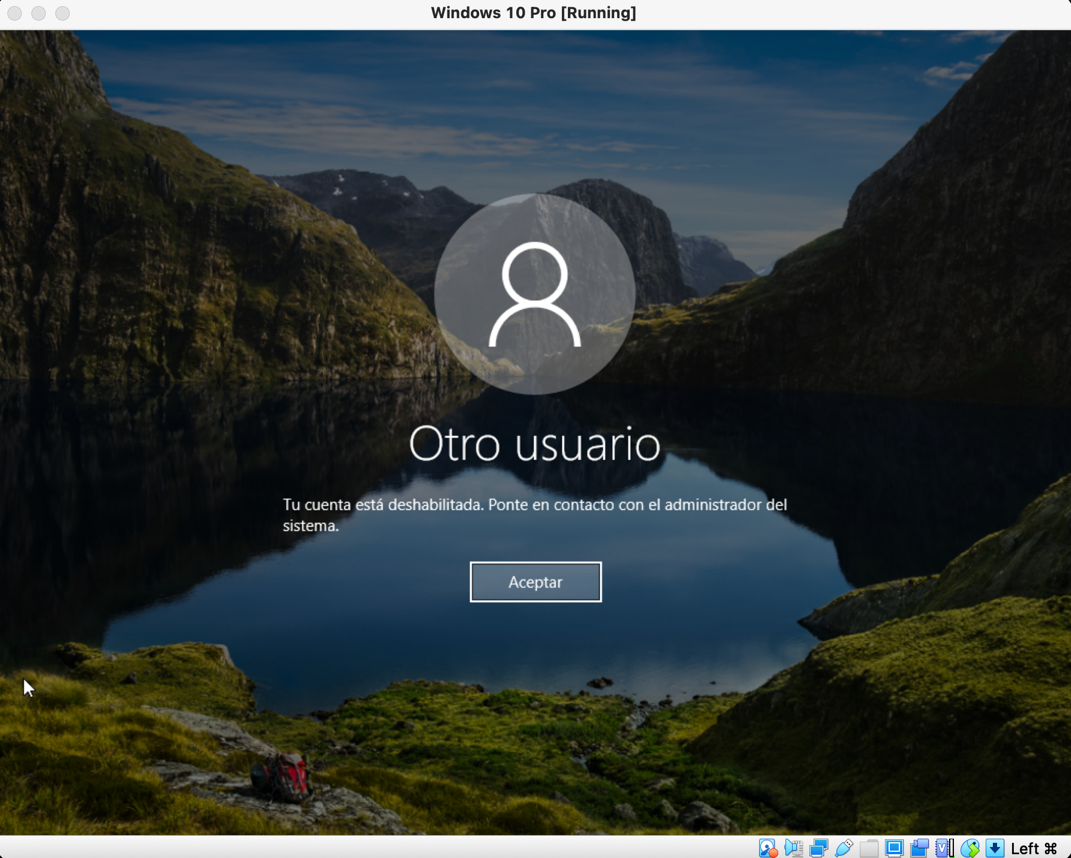 Windows 10 Pro [Running]
Otro usuario
Tu cuenta está deshabilitada. Ponte en contacto con el administrador del
sistema.
Aceptar
Left ⌘